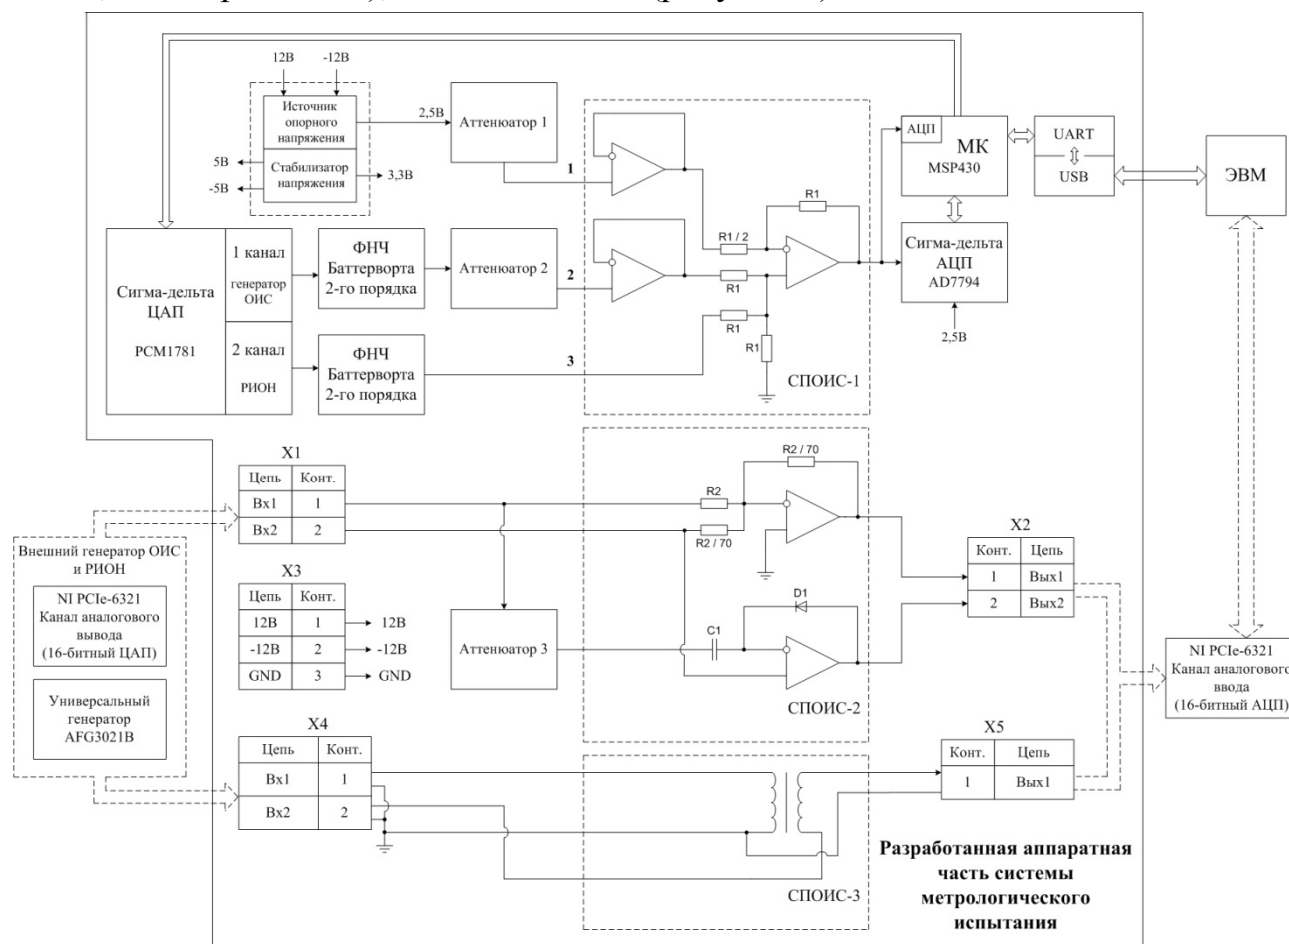 12В
-12В
Источник
опорного
напряжения
Стабилизатор
напряжения
5В
-5В
3,3В
2,5В
Аттенюатор 1
1
R1 / 2
R1
R1
R1
R1
СПОИС-1
АЦП
МК
MSP430
UART
USB
ЭВМ
Сигма-дельта
АЦП
AD7794
2,5В
Сигма-дельта
ЦАП
PCM1781
1 канал
генератор
ОИС
2 канал
РИОН
ФНЧ
Баттерворта
2-го порядка
Аттенюатор 2
2
ФНЧ
Баттерворта
2-го порядка
3
X1
Цепь
Конт.
Вх1
1
Вх2
2
Внешний генератор ОИС
и РИОН
NI PCIe-6321
Канал аналогового
вывода
(16-битный ЦАП)
Универсальный
генератор
AFG3021B
X3
Цепь
Конт.
12В
1
12В
-12В
2
-12В
GND
3
GND
Аттенюатор 3
R2
R2 / 70
R2 / 70
C1
D1
СПОИС-2
X2
Конт.
Цепь
1
Вых1
2
Вых2
NI PCIe-6321
Канал аналогового
ввода
(16-битный АЦП)
X4
Цепь
Конт.
Вх1
1
Вх2
2
СПОИС-3
X5
Конт.
Цепь
1
Вых1
Разработанная аппаратная
часть системы
метрологического
испытания